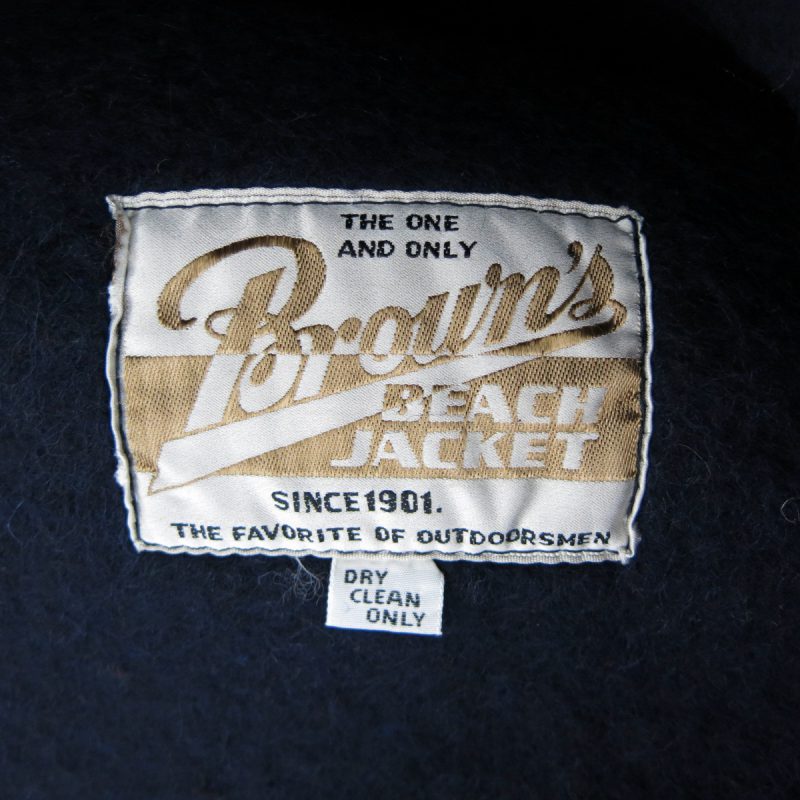 THE ONE
AND ONLY
Brown's
BEACH
JACKET
SINCE1901.
THE FAVORITE OF OUTDOORSMEN
DRY
CLEAN
ONLY